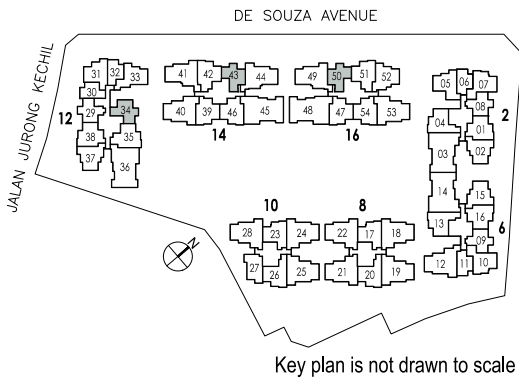 DE SOUZA AVENUE
JALAN JURONG KECHIL
31 32 33 30 29 34 38 35 37 36
12
41 42 43 44
40 39 46 45
14
49 50 51 52
48 47 54 53
16
05 06 07 08 04 01 03 02
2
14 15 13 16 09 12 11 10
6
10
28 23 24
27 26 25
8
22 17 18
21 20 19
N
Key plan is not drawn to scale